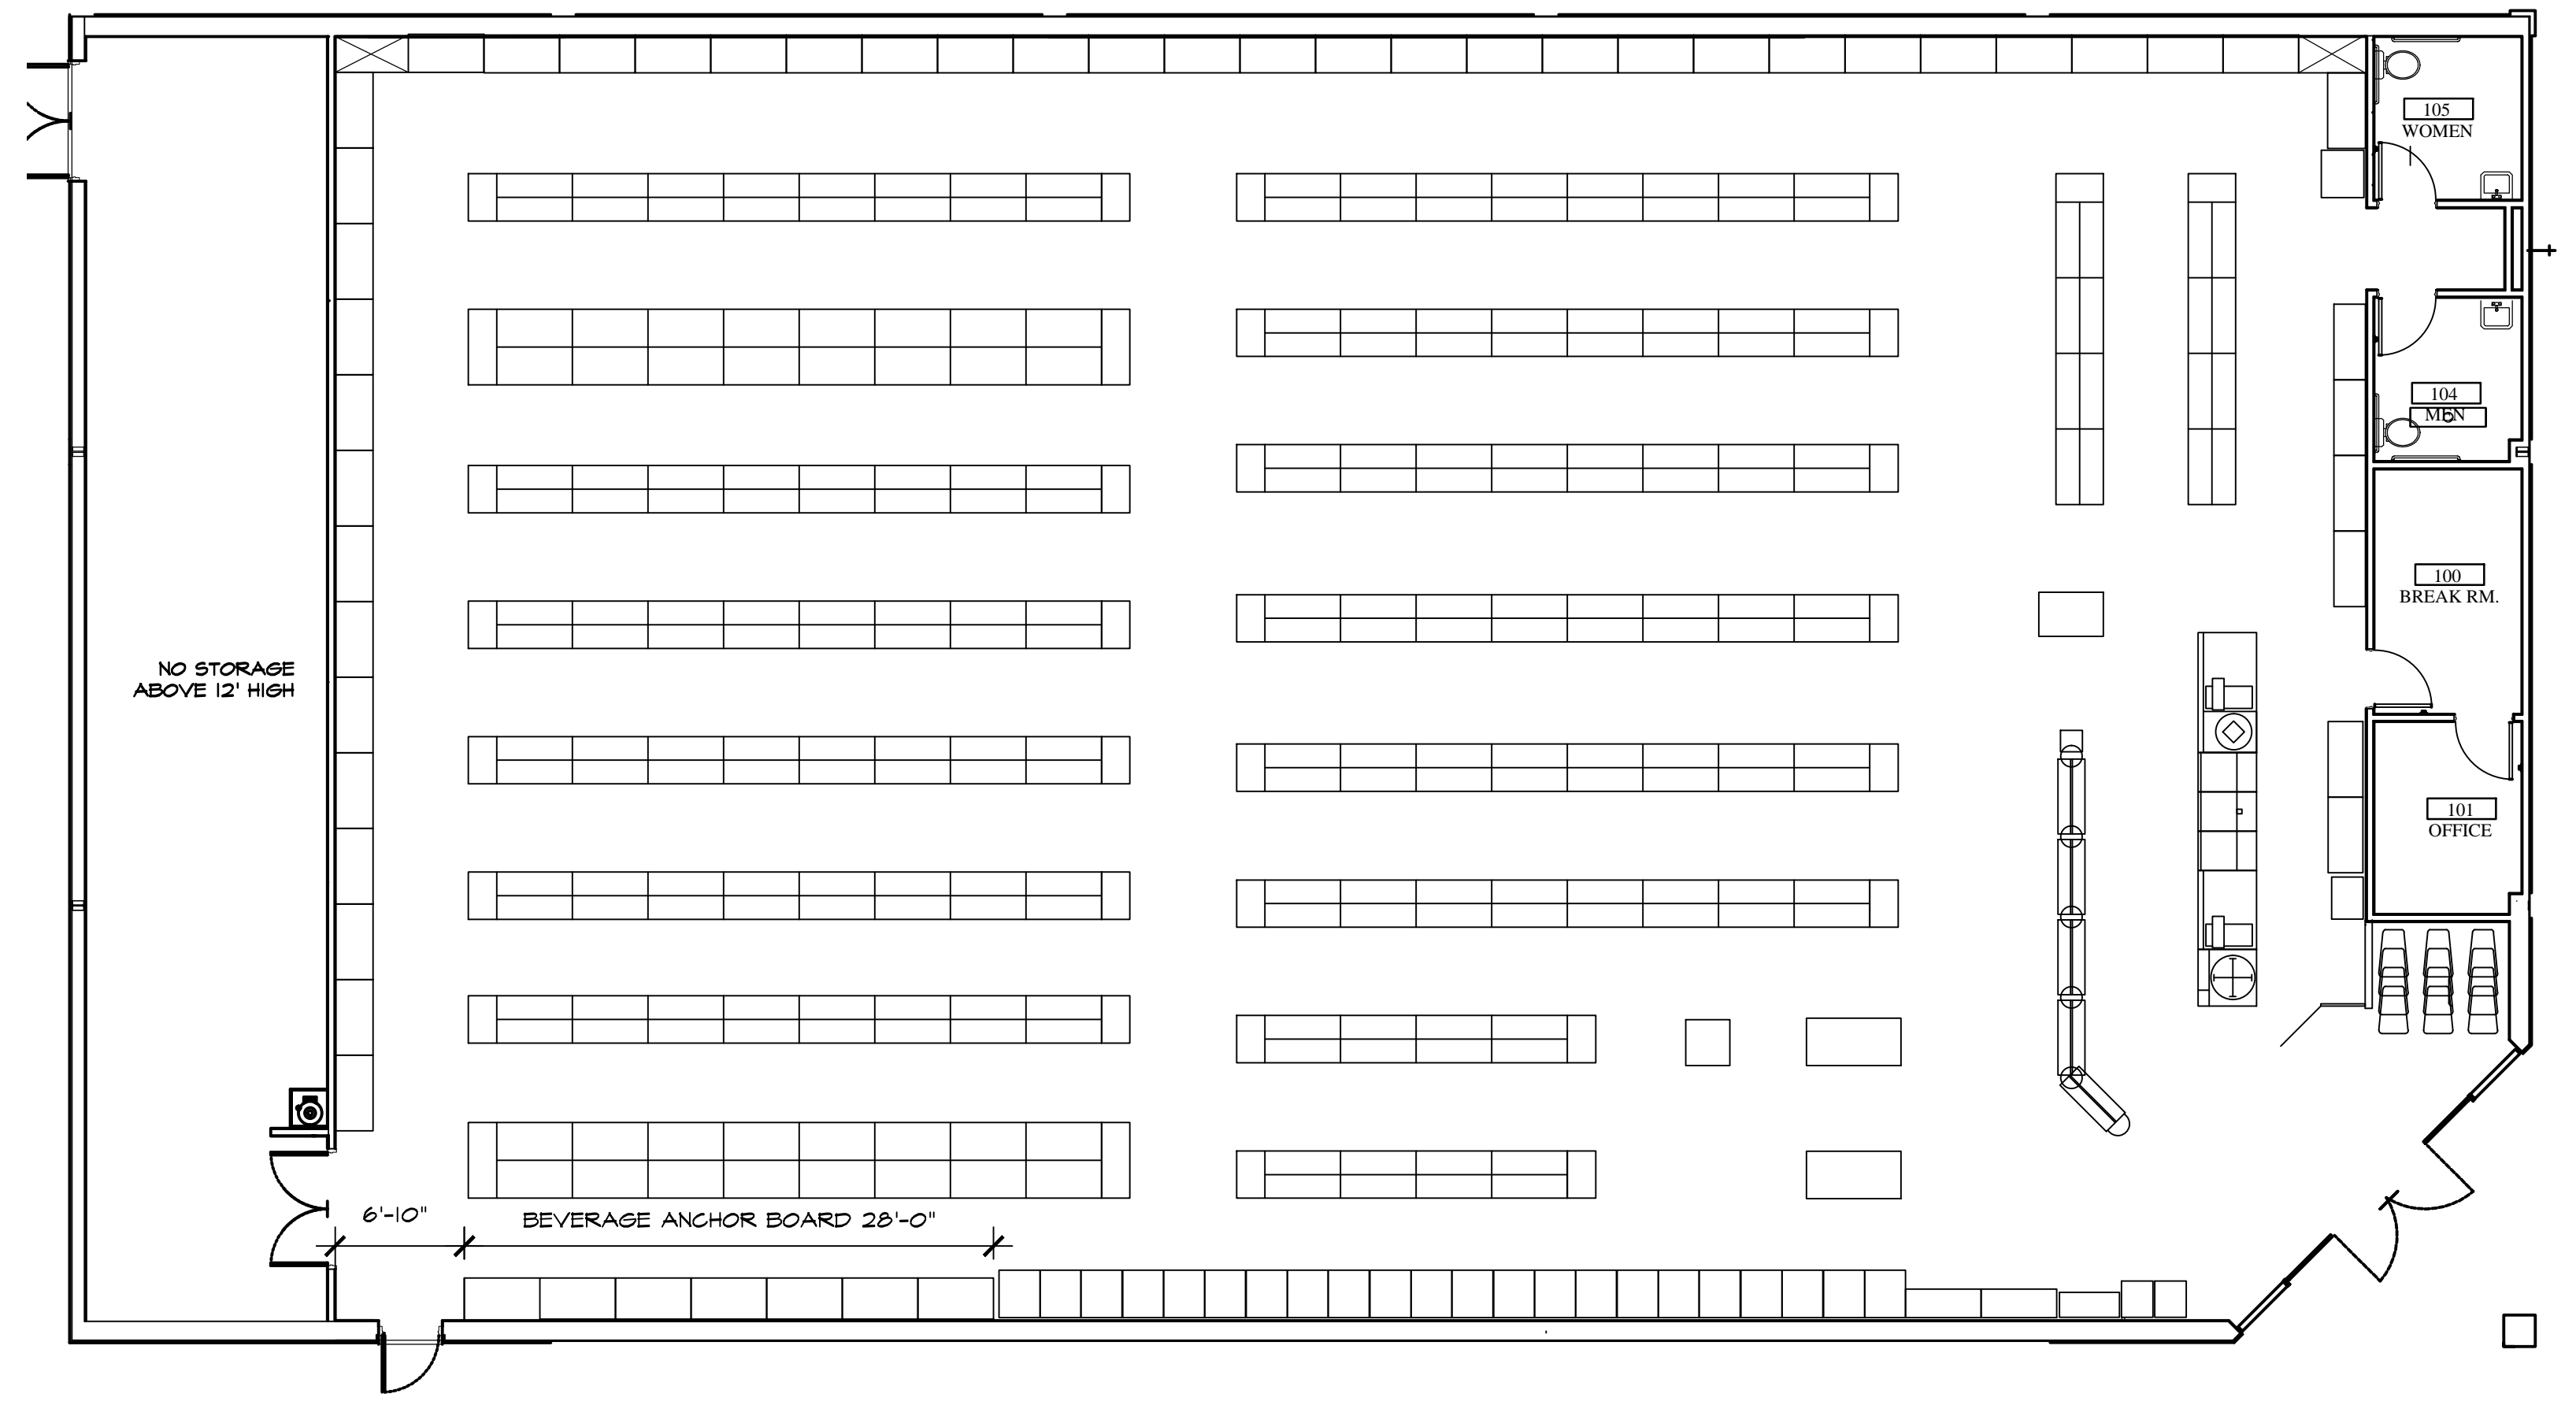 105
WOMEN
104
MEN
100
BREAK RM.
NO STORAGE
ABOVE 12' HIGH
101
OFFICE
6'-10"
BEVERAGE ANCHOR BOARD 28'-0"